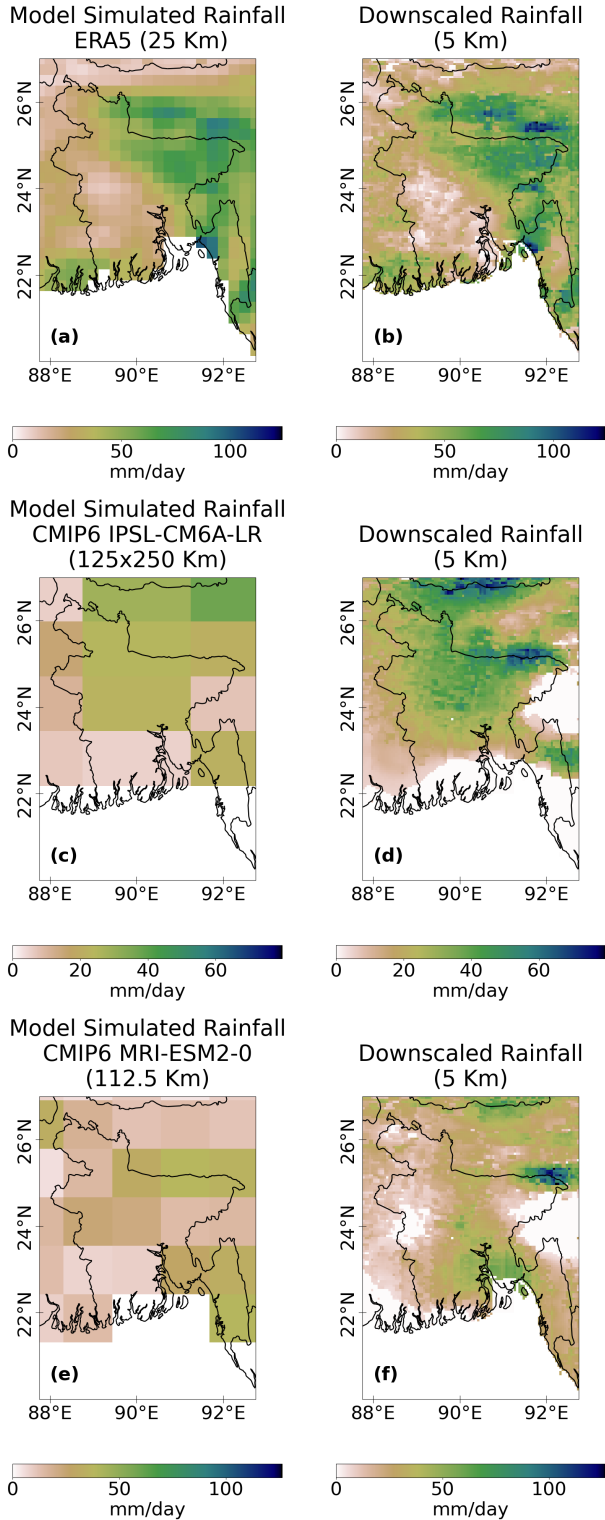 Model Simulated Rainfall
ERA5 (25 Km)
Downscaled Rainfall
(5 Km)
26°N
24°N
22°N
(a)
88°E 90°E 92°E
26°N
24°N
22°N
(b)
88°E 90°E 92°E
0 50 100
mm/day
0 50 100
mm/day
Model Simulated Rainfall
CMIP6 IPSL-CM6A-LR
(125x250 Km)
Downscaled Rainfall
(5 Km)
26°N
24°N
22°N
(c)
88°E 90°E 92°E
26°N
24°N
22°N
(d)
88°E 90°E 92°E
0 20 40 60
mm/day
0 20 40 60
mm/day
Model Simulated Rainfall
CMIP6 MRI-ESM2-0
(112.5 Km)
Downscaled Rainfall
(5 Km)
26°N
24°N
22°N
(e)
88°E 90°E 92°E
26°N
24°N
22°N
(f)
88°E 90°E 92°E
0 50 100
mm/day
0 50 100
mm/day